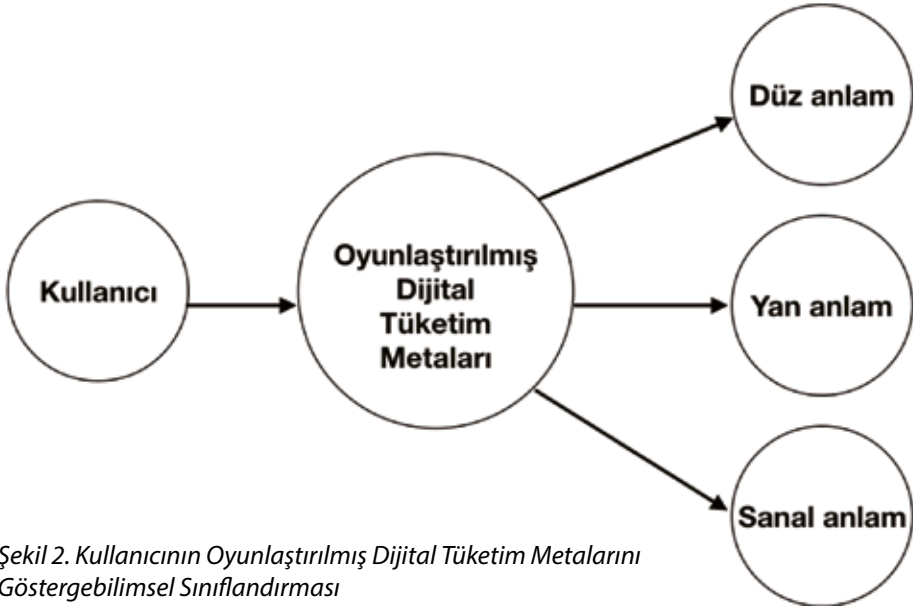 Düz anlam
Kullanıcı
Oyunlaştırılmış
Dijital
Tüketim
Metaları
Yan anlam
Sanal anlam
Şekil 2. Kullanıcının Oyunlaştırılmış Dijital Tüketim Metalarını
Göstergebilimsel Sınıflandırması